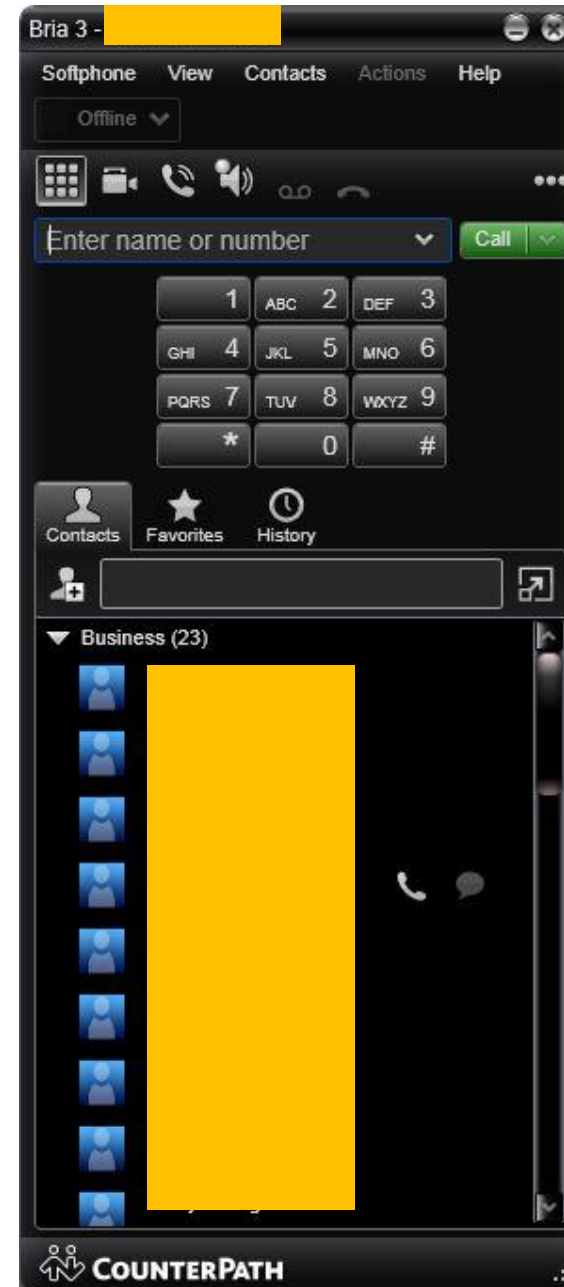 Bria 3 -
Softphone View Contacts Actions Help
Offline
Enter name or number Call
1 ABC 2 DEF 3
GHI 4 JKL 5 MNO 6
PQRS 7 TUV 8 WXYZ 9
* 0 #
Contacts Favorites History
Business (23)
COUNTERPATH